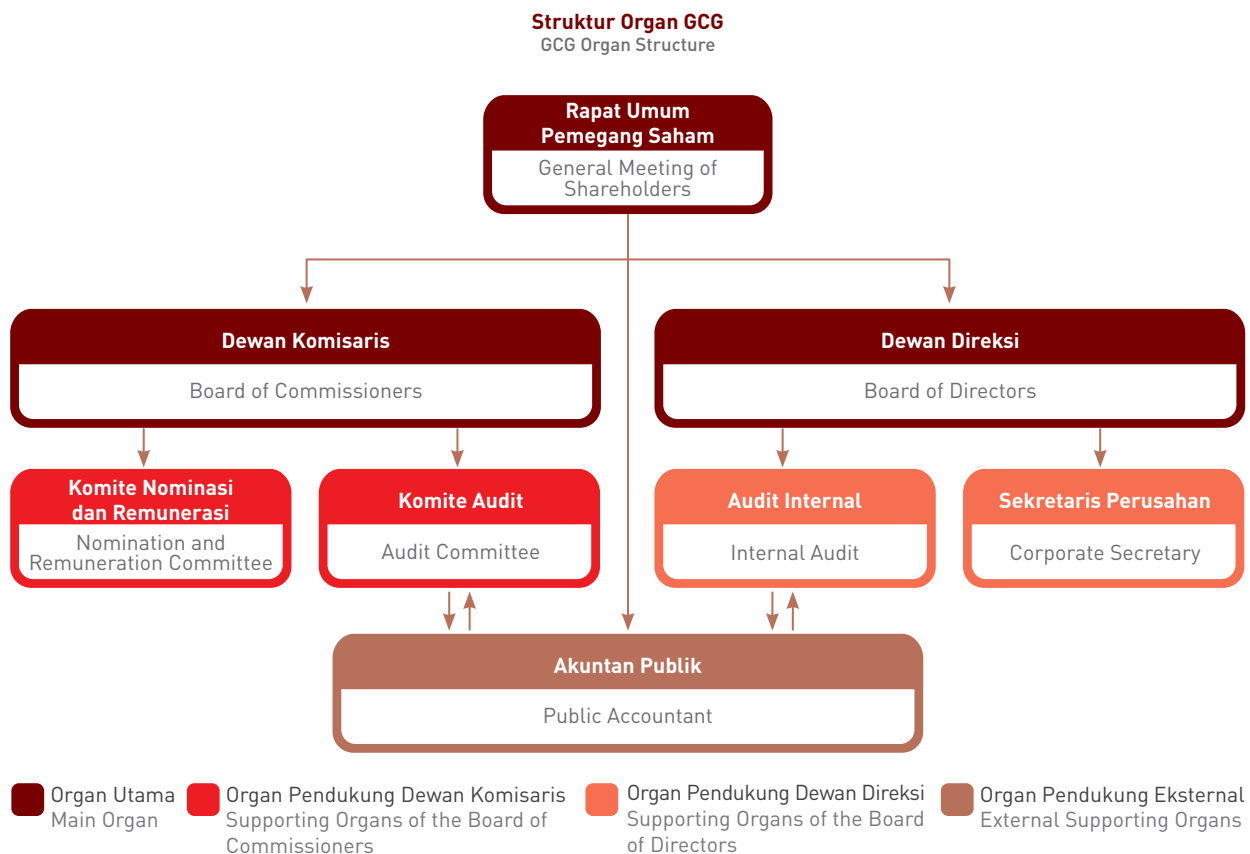 Struktur Organ GCG
GCG Organ Structure
Rapat Umum
Pemegang Saham
General Meeting of
Shareholders
Dewan Komisaris
Board of Commissioners
Dewan Direksi
Board of Directors
Komite Nominasi
dan Remunerasi
Nomination and
Remuneration Committee
Komite Audit
Audit Committee
Audit Internal
Internal Audit
Sekretaris Perusahan
Corporate Secretary
Akuntan Publik
Public Accountant
Organ Utama
Main Organ
Organ Pendukung Dewan Komisaris
Supporting Organs of the Board of
Commissioners
Organ Pendukung Dewan Direksi
Supporting Organs of the Board
of Directors
Organ Pendukung Eksternal
External Supporting Organs